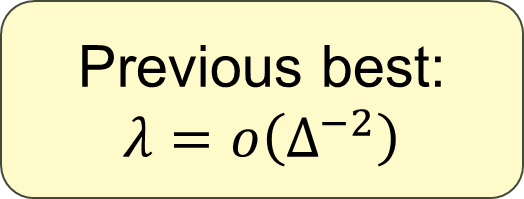 Previous best:
𝜆 = 𝑜(Δ⁻²)